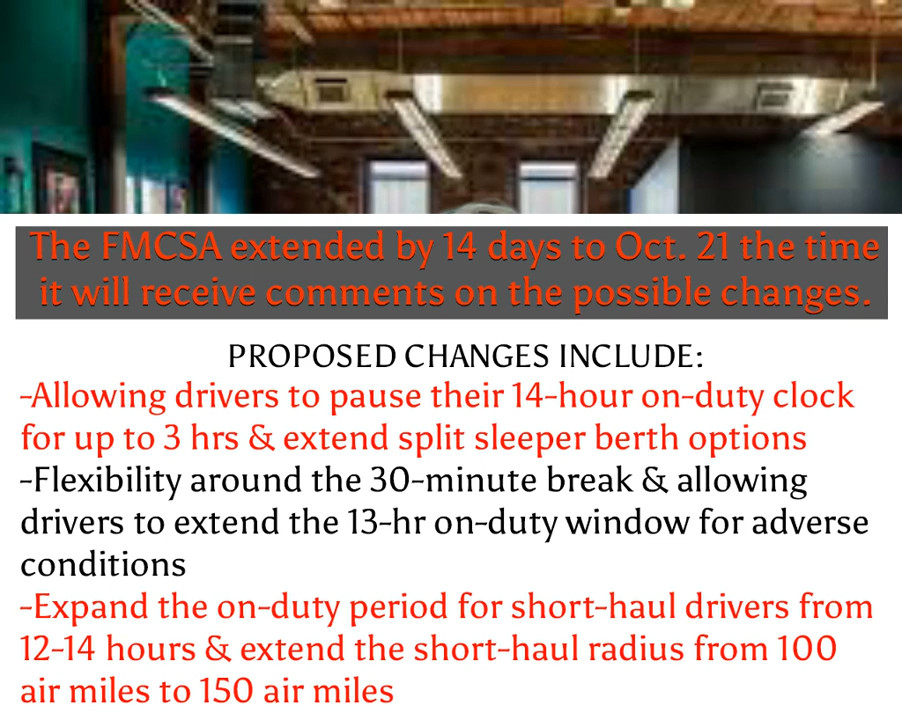 The FMCSA extended by 14 days to Oct. 21 the time
it will receive comments on the possible changes.
PROPOSED CHANGES INCLUDE:
-Allowing drivers to pause their 14-hour on-duty clock
for up to 3 hrs & extend split sleeper berth options
-Flexibility around the 30-minute break & allowing
drivers to extend the 13-hr on-duty window for adverse
conditions
-Expand the on-duty period for short-haul drivers from
12-14 hours & extend the short-haul radius from 100
air miles to 150 air miles